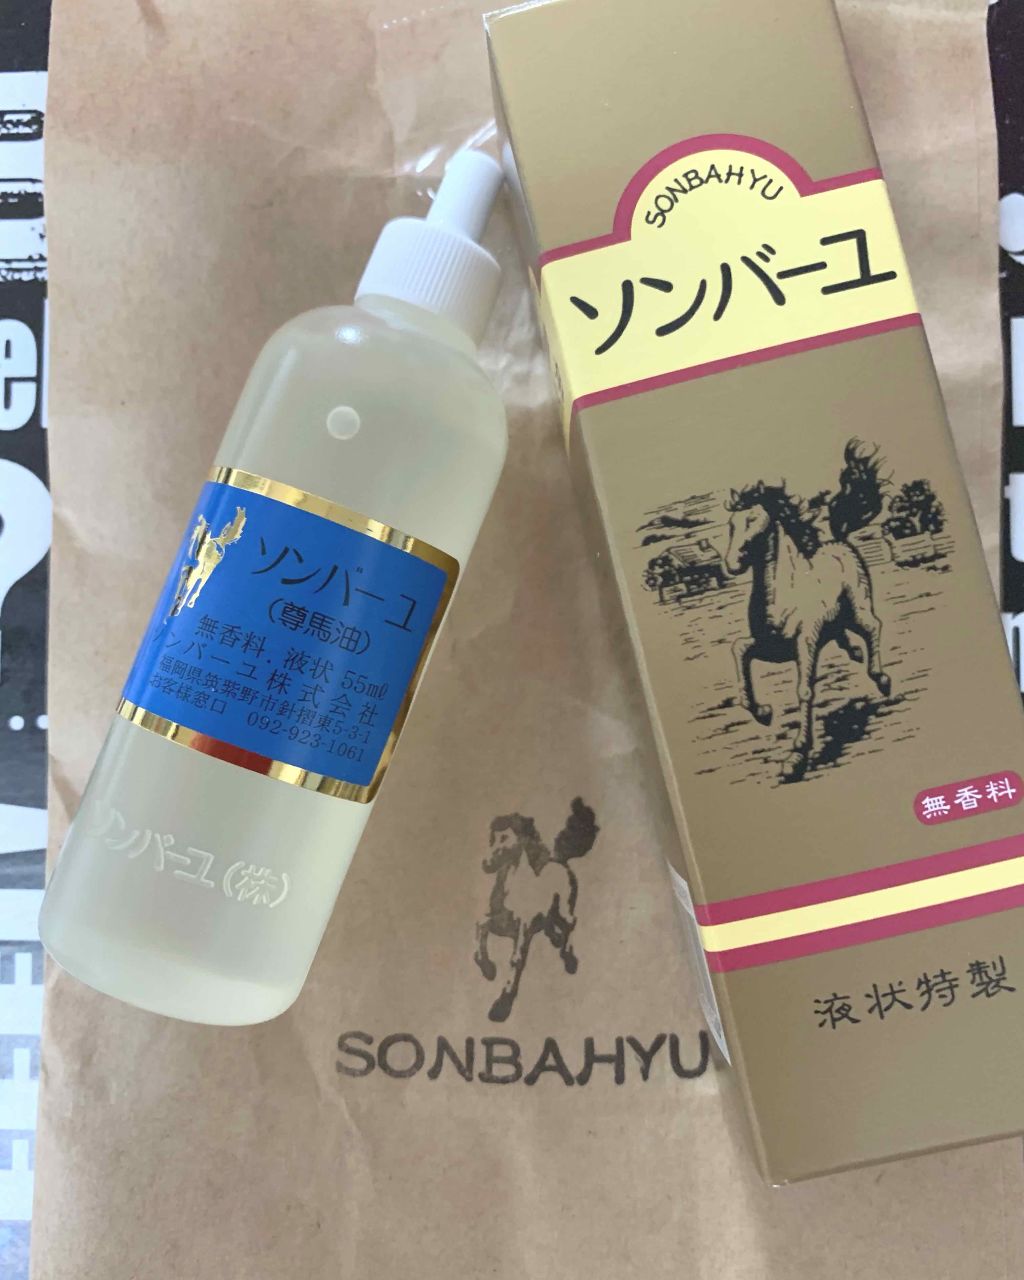 SONBAHYU
ソンバーユ
無香料
液状特製
ソンバーユ
(尊馬油)
無香料.液状 55mℓ
ソンバーユ株式会社
福岡県筑紫野市針摺東5-3-1
お客様窓口 092-923-1061
ソンバーユ(株)
SONBAHYU